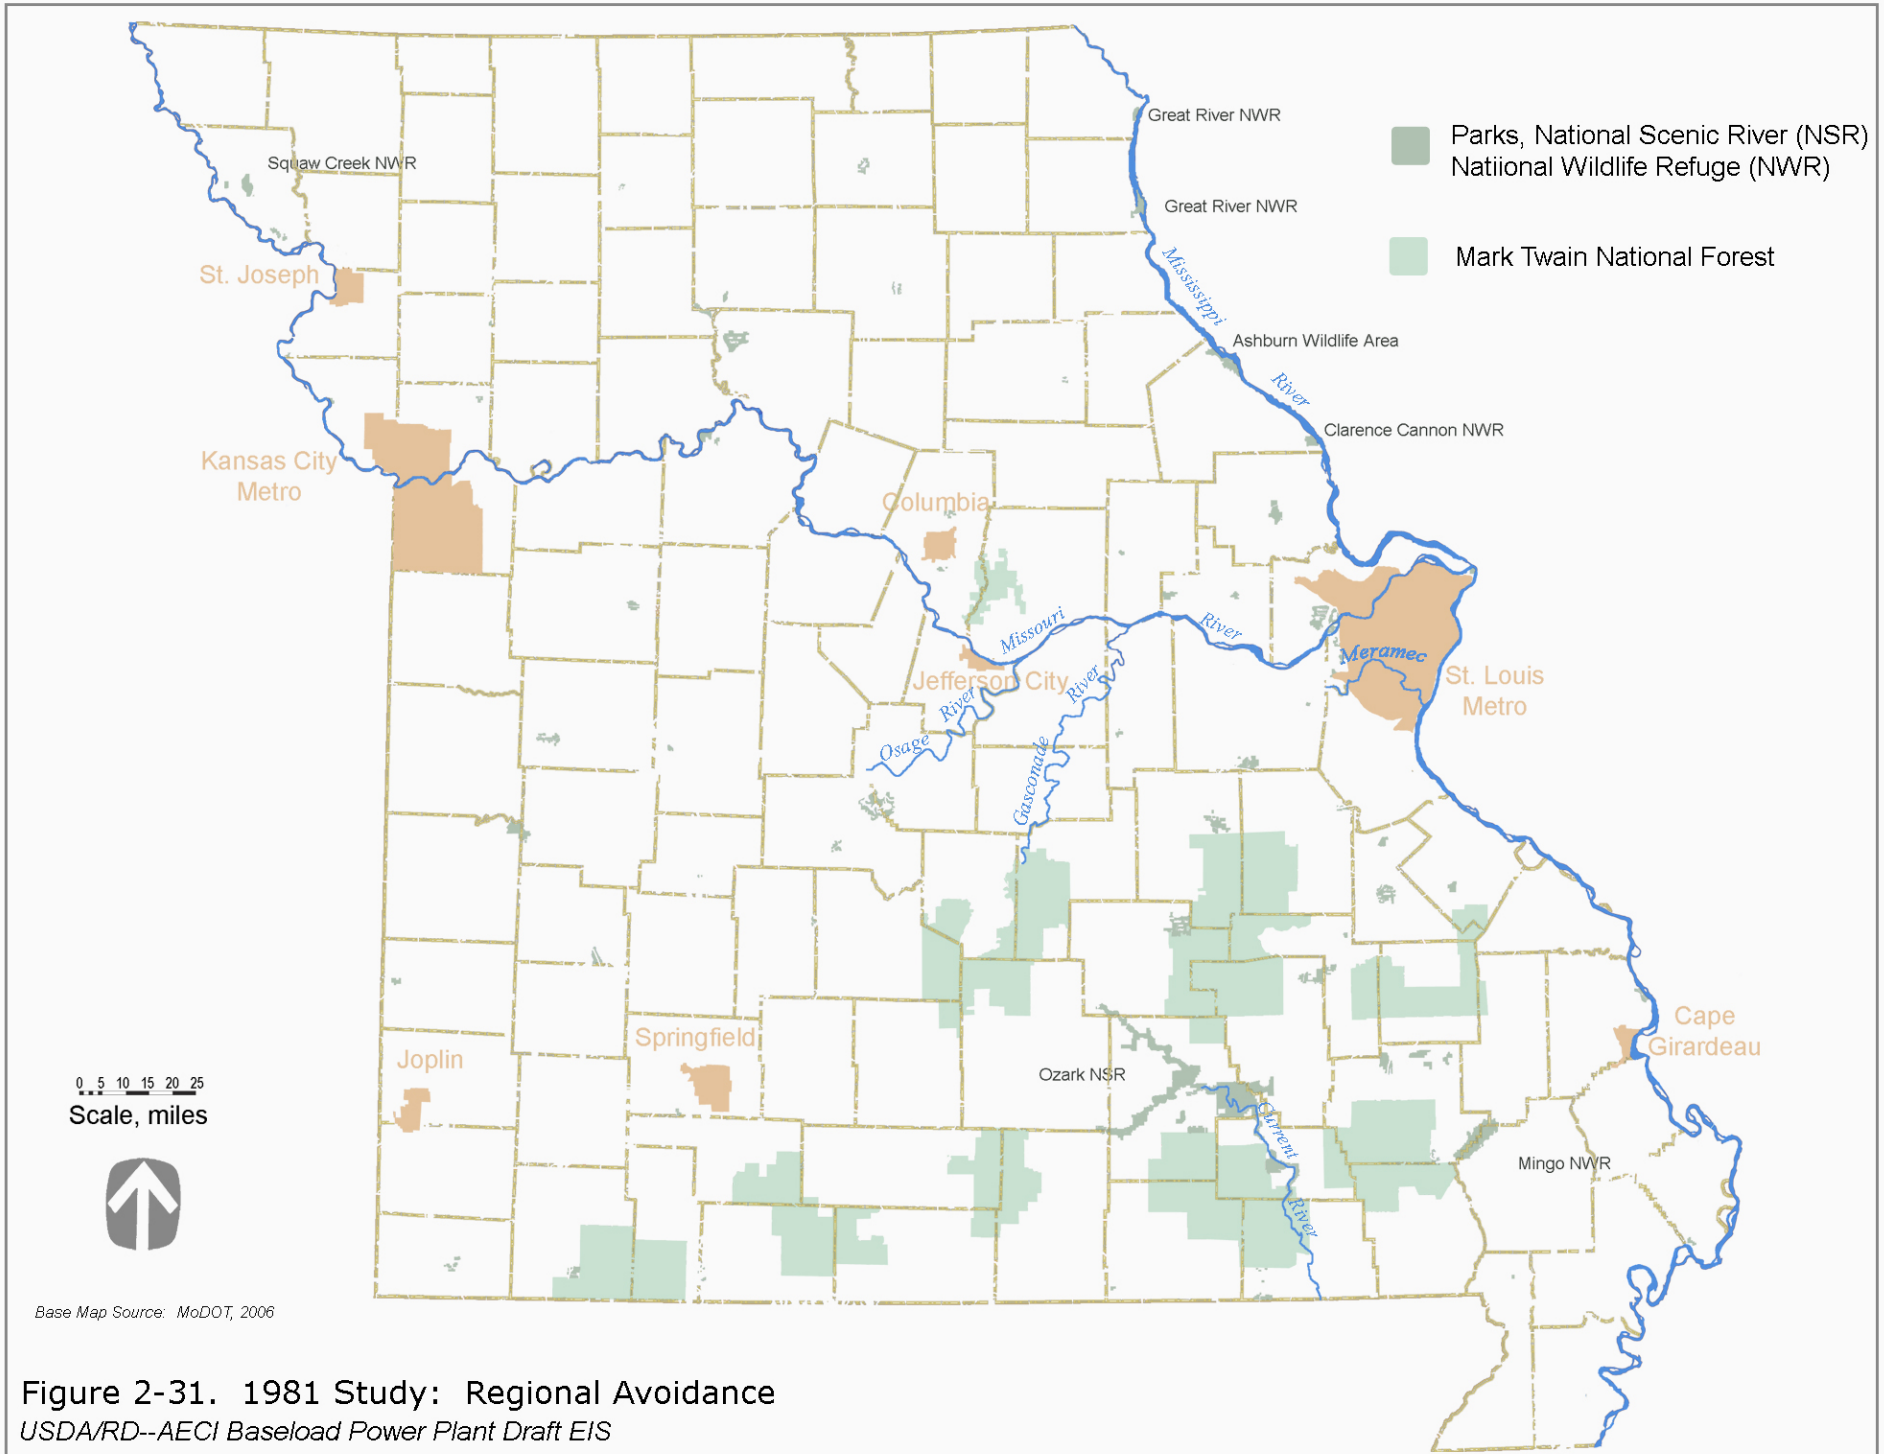 Great River NWR
Parks, National Scenic River (NSR)
Natiional Wildlife Refuge (NWR)
Squaw Creek NWR
Great River NWR
Mark Twain National Forest
St. Joseph
Mississippi
River
Ashburn Wildlife Area
Clarence Cannon NWR
Kansas City
Metro
Columbia
Missouri
River
Meramec
Jefferson City
St. Louis
Metro
Osage
River
Gasconade
River
Springfield
Joplin
Cape
Girardeau
Ozark NSR
Current
River
Mingo NWR
0 5 10 15 20 25
Scale, miles
Base Map Source: MoDOT, 2006
Figure 2-31. 1981 Study: Regional Avoidance
USDA/RD--AECI Baseload Power Plant Draft EIS